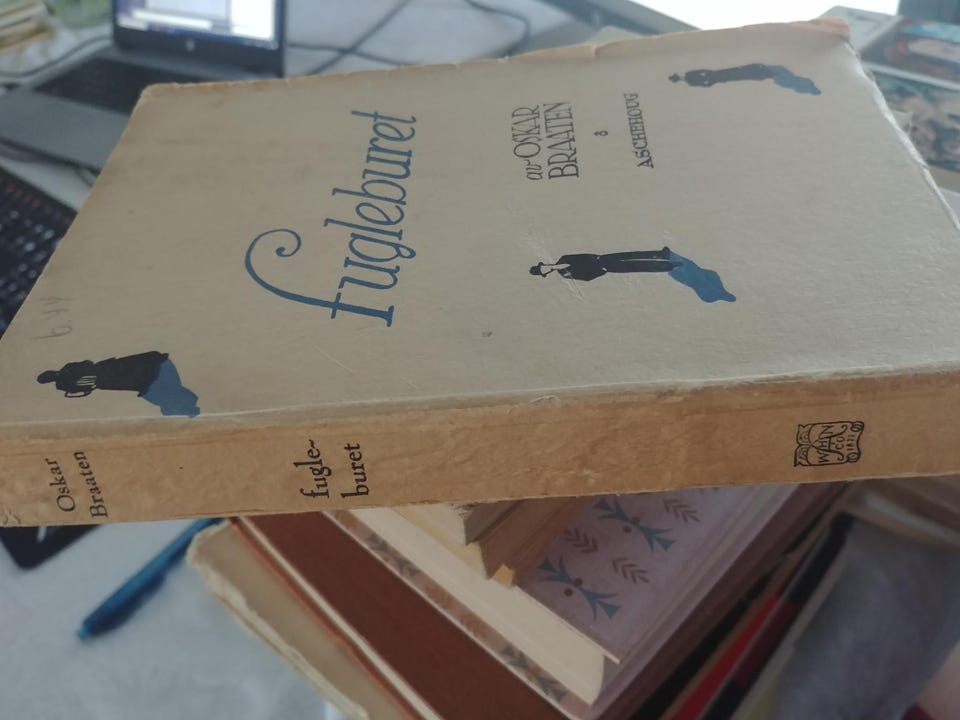 fugleburet
av OSKAR
BRAATEN
ASCHEHOUG
Oskar
Braaten
fugle~
buret